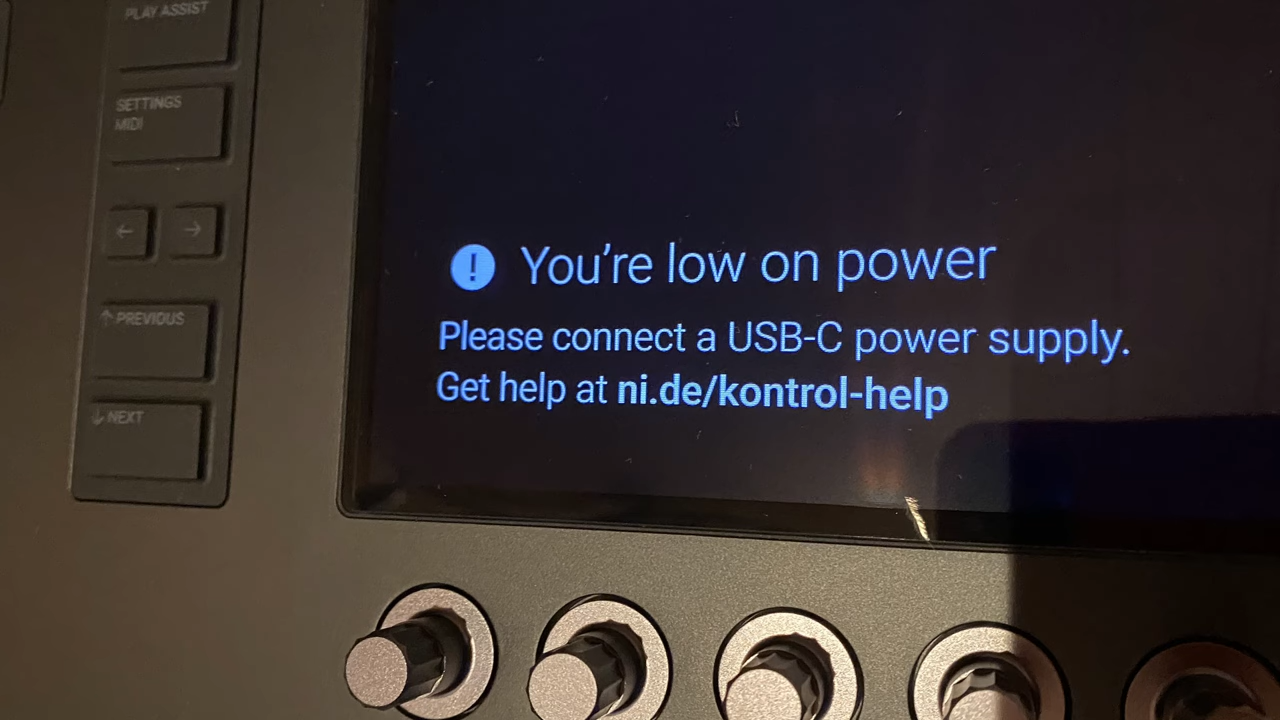 PLAY ASSIST
SETTINGS
MIDI
←
→
↑ PREVIOUS
↓ NEXT
! You’re low on power
Please connect a USB-C power supply.
Get help at ni.de/kontrol-help